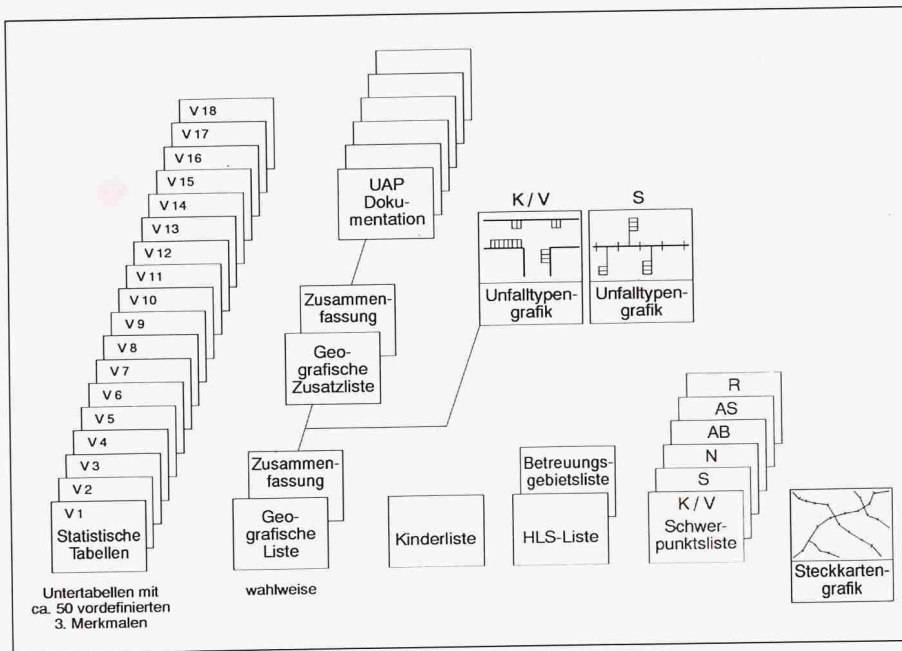 V 18
V 17
V 16
V 15
V 14
V 13
V 12
V 11
V 10
V 9
V 8
V 7
V 6
V 5
V 4
V 3
V 2
V 1
Statistische
Tabellen
Untertabellen mit
ca. 50 vordefinierten
3. Merkmalen
UAP
Doku-
mentation
Zusammen-
fassung
Geo-
grafische
Zusatzliste
Zusammen-
fassung
Geo-
grafische
Liste
wahlweise
K / V
Unfalltypen-
grafik
S
Unfalltypen-
grafik
Kinderliste
Betreuungs-
gebietsliste
HLS-Liste
R
AS
AB
N
S
K / V
Schwer-
punktsliste
Steckkarten-
grafik